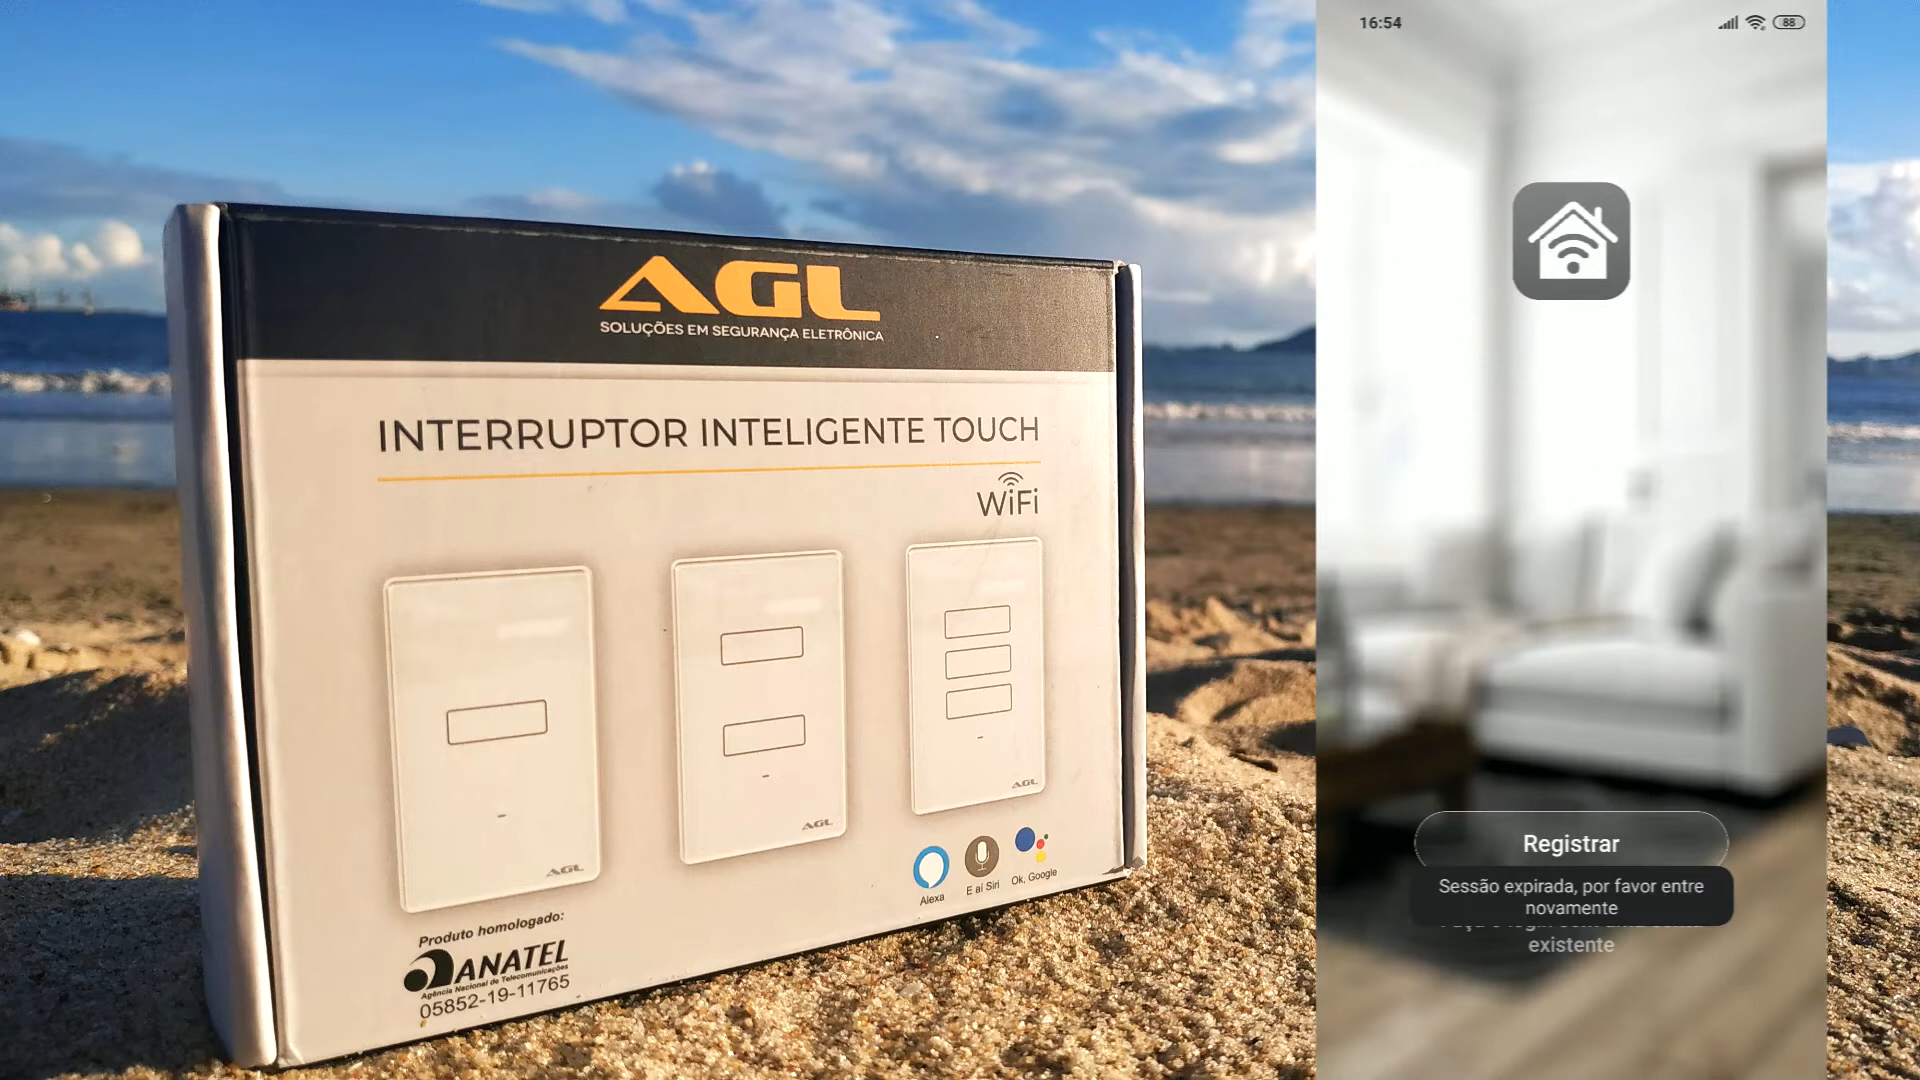 AGL
SOLUÇÕES EM SEGURANÇA ELETRÔNICA
INTERRUPTOR INTELIGENTE TOUCH
WiFi
AGL
AGL
AGL
Alexa
E aí Siri
Ok, Google
Produto homologado:
ANATEL
Agência Nacional de Telecomunicações
05852-19-11765
16:54
88
Registrar
Sessão expirada, por favor entre
novamente
existente